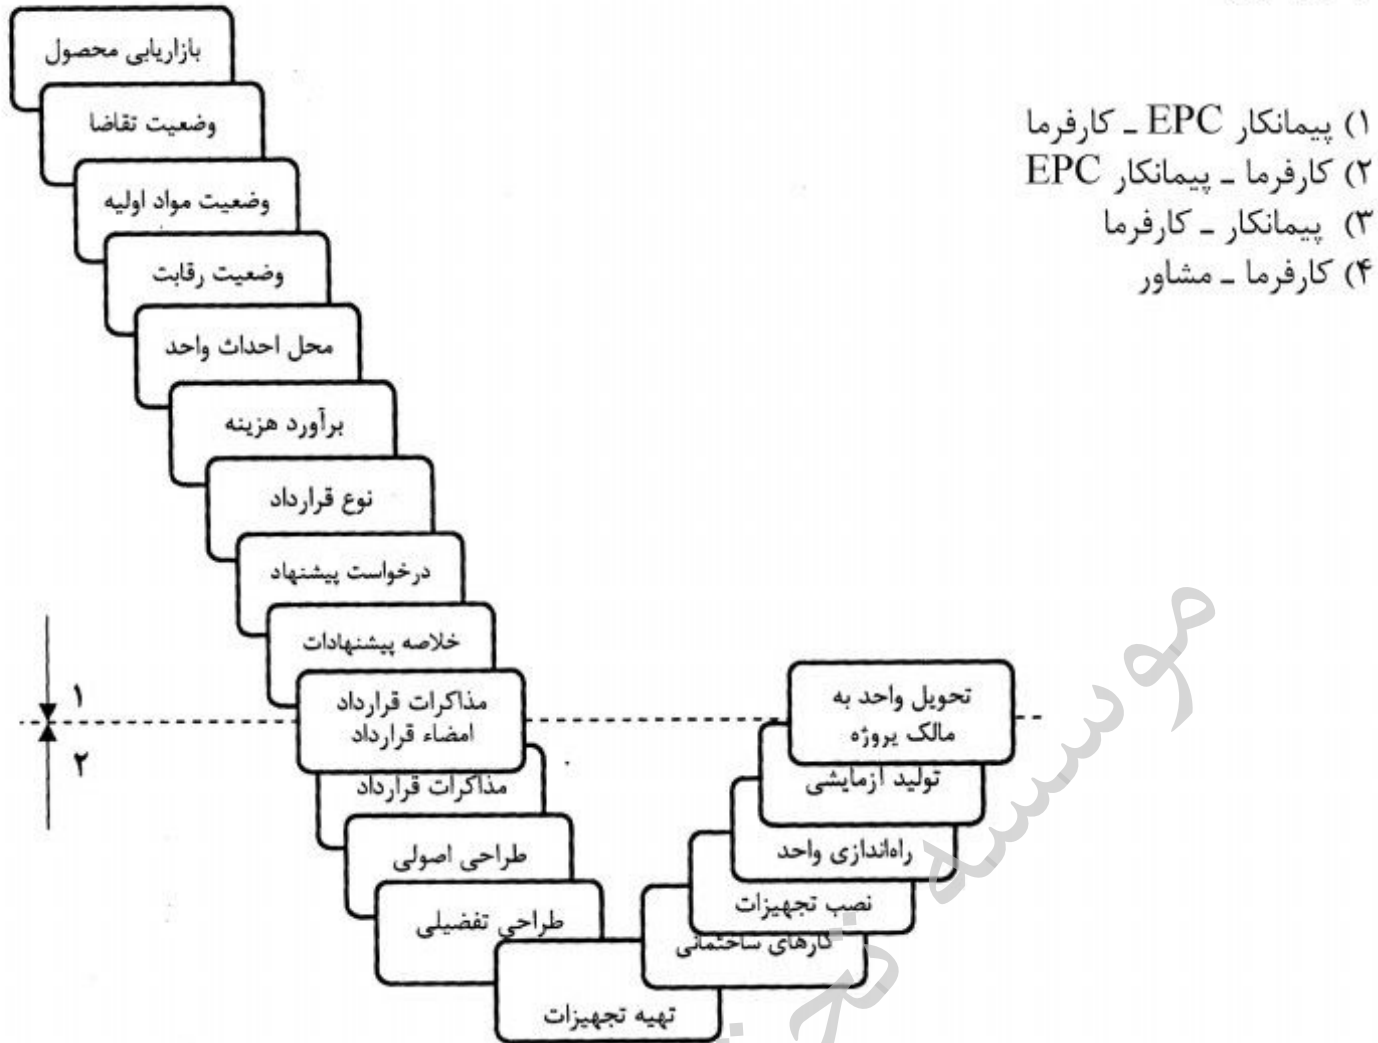 ۱) پیمانکار EPC ـ کارفرما
۲) کارفرما ـ پیمانکار EPC
۳) پیمانکار ـ کارفرما
۴) کارفرما ـ مشاور
بازاریابی محصول
وضعیت تقاضا
وضعیت مواد اولیه
وضعیت رقابت
محل احداث واحد
برآورد هزینه
نوع قرارداد
درخواست پیشنهاد
خلاصه پیشنهادات
۱
۲
مذاکرات قرارداد
امضاء قرارداد
مذاکرات قرارداد
طراحی اصولی
طراحی تفضیلی
تهیه تجهیزات
کارهای ساختمانی
نصب تجهیزات
راه‌اندازی واحد
تولید ازمایشی
تحویل واحد به
مالک پروژه
موسسه